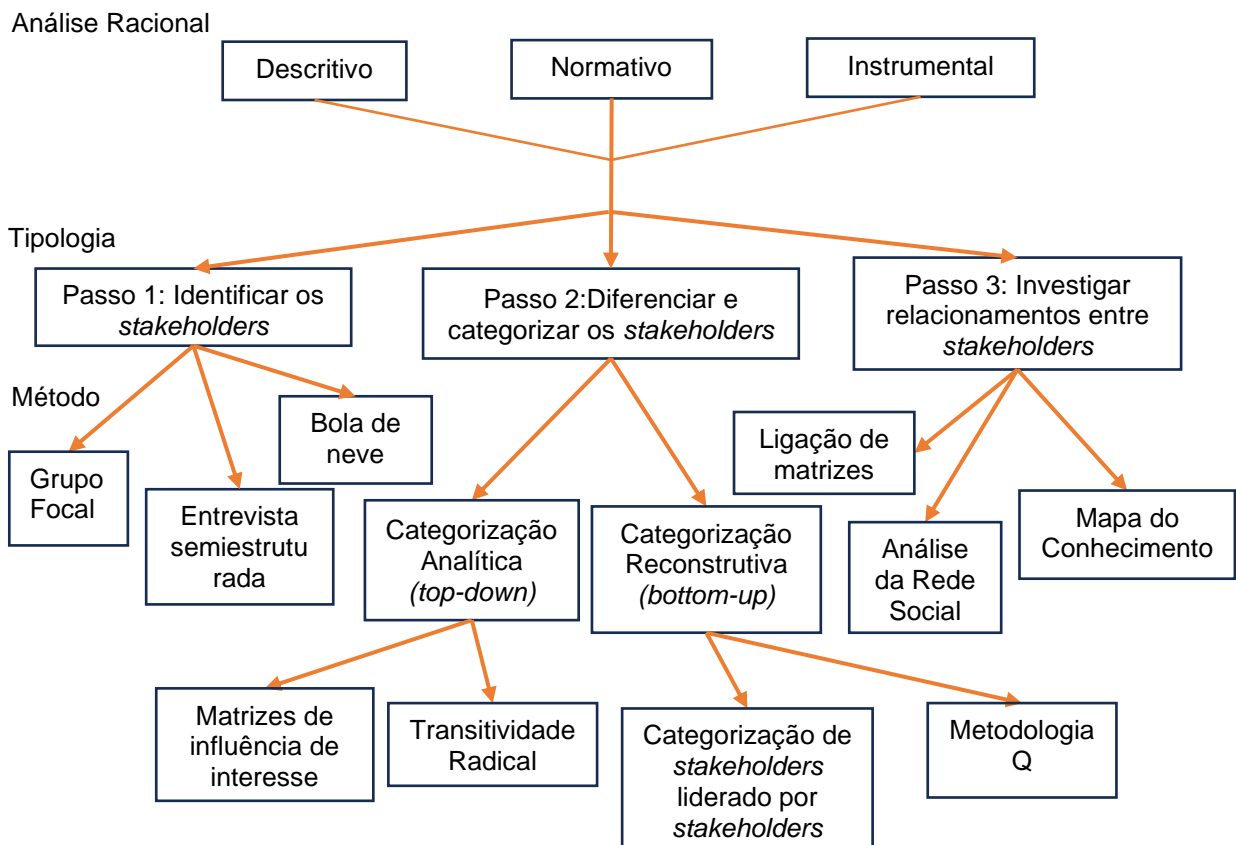 Análise Racional
Descritivo
Normativo
Instrumental
Tipologia
Passo 1: Identificar os
stakeholders
Passo 2:Diferenciar e
categorizar os stakeholders
Passo 3: Investigar
relacionamentos entre
stakeholders
Método
Grupo
Focal
Entrevista
semiestrutu
rada
Bola de
neve
Categorização
Analítica
(top-down)
Categorização
Reconstrutiva
(bottom-up)
Ligação de
matrizes
Análise
da Rede
Social
Mapa do
Conhecimento
Matrizes de
influência de
interesse
Transitividade
Radical
Categorização de
stakeholders
liderado por
stakeholders
Metodologia
Q